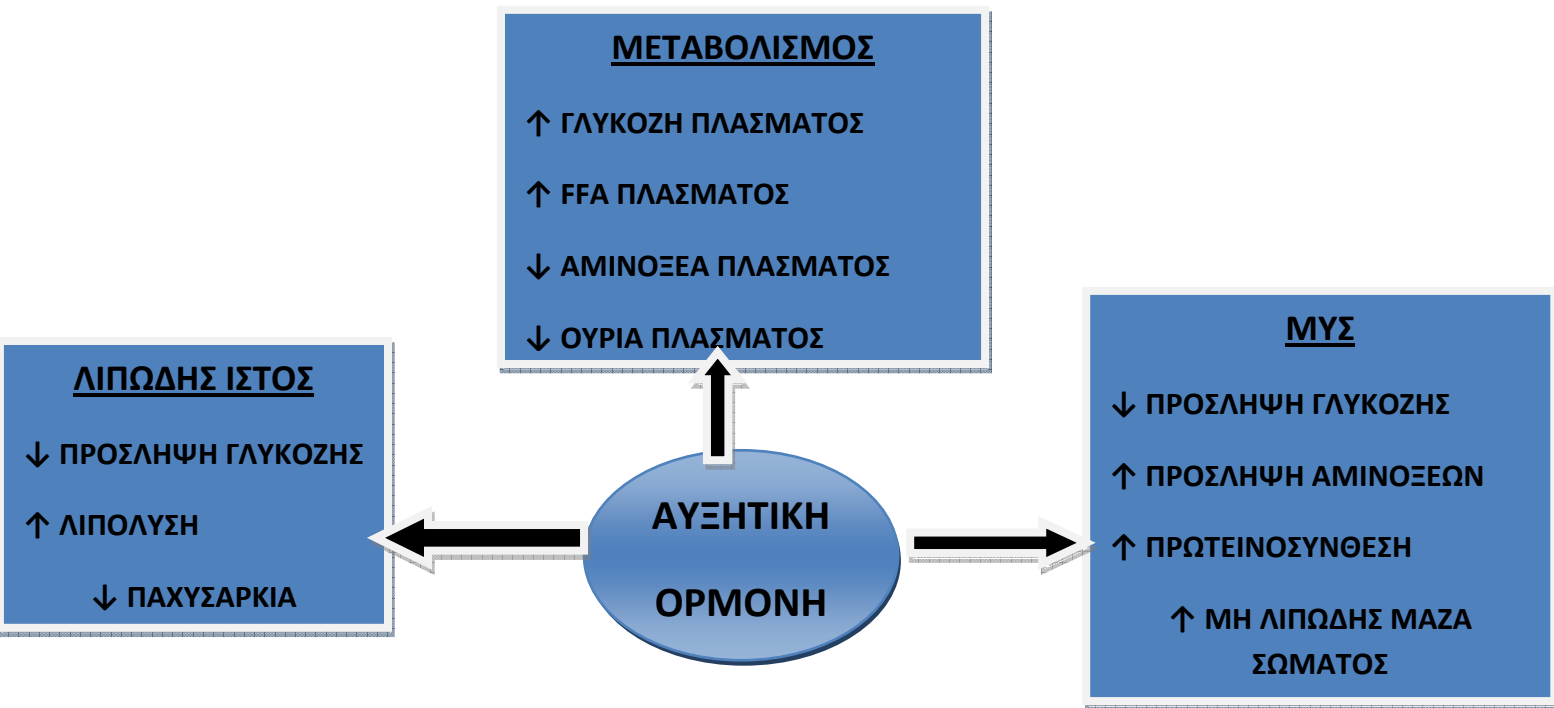 ΜΕΤΑΒΟΛΙΣΜΟΣ
↑ ΓΛΥΚΟΖΗ ΠΛΑΣΜΑΤΟΣ
↑ FFA ΠΛΑΣΜΑΤΟΣ
↓ ΑΜΙΝΟΞΕΑ ΠΛΑΣΜΑΤΟΣ
↓ ΟΥΡΙΑ ΠΛΑΣΜΑΤΟΣ
ΛΙΠΩΔΗΣ ΙΣΤΟΣ
↓ ΠΡΟΣΛΗΨΗ ΓΛΥΚΟΖΗΣ
↑ ΛΙΠΟΛΥΣΗ
↓ ΠΑΧΥΣΑΡΚΙΑ
ΑΥΞΗΤΙΚΗ
ΟΡΜΟΝΗ
ΜΥΣ
↓ ΠΡΟΣΛΗΨΗ ΓΛΥΚΟΖΗΣ
↑ ΠΡΟΣΛΗΨΗ ΑΜΙΝΟΞΕΩΝ
↑ ΠΡΩΤΕΙΝΟΣΥΝΘΕΣΗ
↑ ΜΗ ΛΙΠΩΔΗΣ ΜΑΖΑ
ΣΩΜΑΤΟΣ